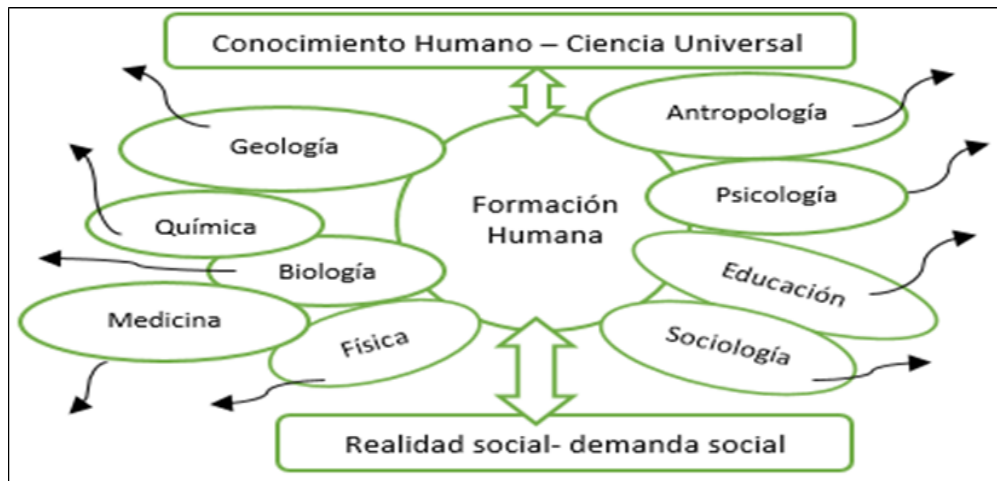 Conocimiento Humano – Ciencia Universal
Antropología
Geología
Psicología
Formación
Humana
Química
Biología
Educación
Medicina
Física
Sociología
Realidad social- demanda social